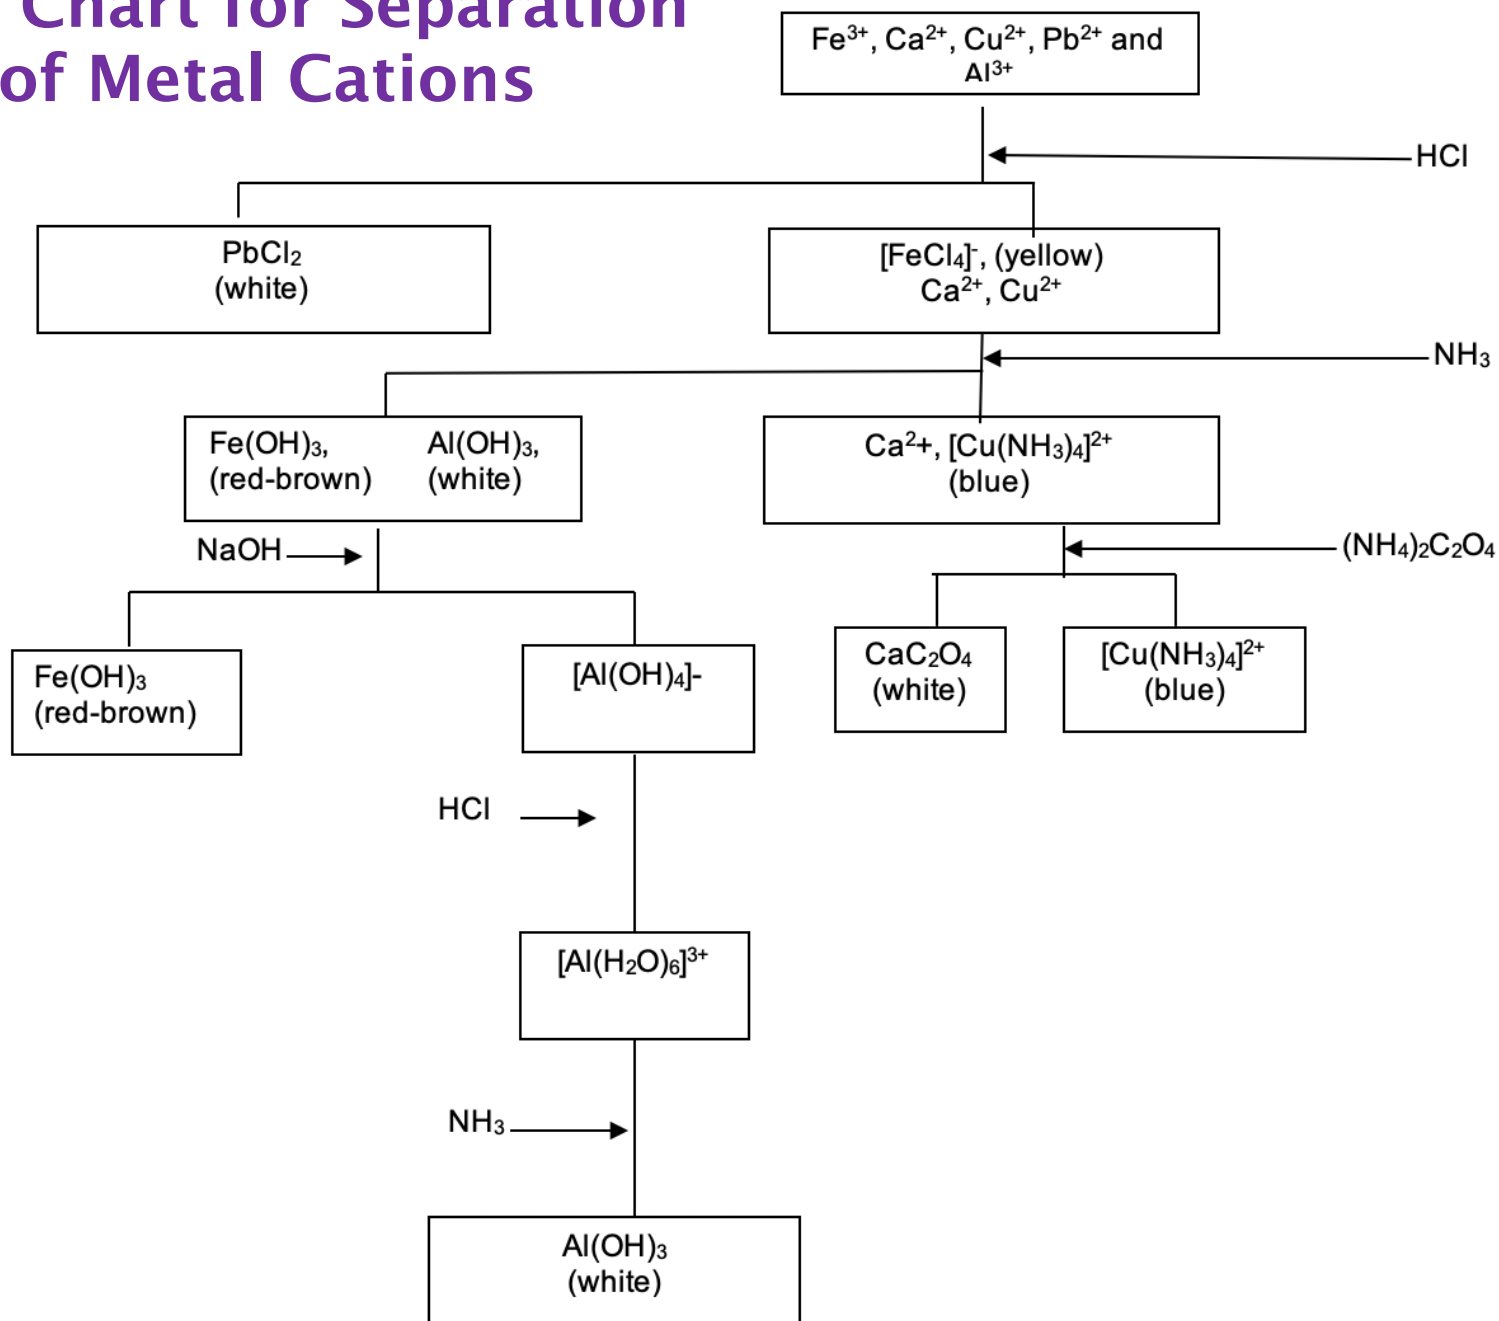 Chart for Separation
of Metal Cations
Fe³⁺, Ca²⁺, Cu²⁺, Pb²⁺ and
Al³⁺
HCl
PbCl₂
(white)
[FeCl₄]⁻, (yellow)
Ca²⁺, Cu²⁺
NH₃
Fe(OH)₃, Al(OH)₃,
(red-brown) (white)
Ca²+, [Cu(NH₃)₄]²⁺
(blue)
NaOH
(NH₄)₂C₂O₄
Fe(OH)₃
(red-brown)
[Al(OH)₄]-
CaC₂O₄
(white)
[Cu(NH₃)₄]²⁺
(blue)
HCl
[Al(H₂O)₆]³⁺
NH₃
Al(OH)₃
(white)